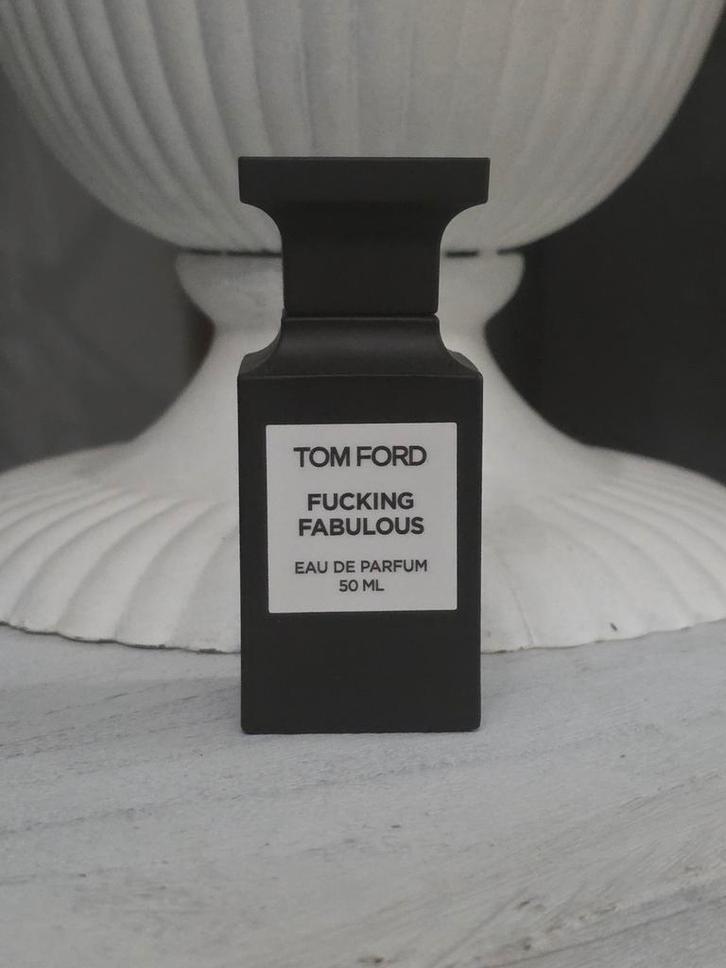 TOM FORD
FUCKING
FABULOUS
EAU DE PARFUM
50 ML